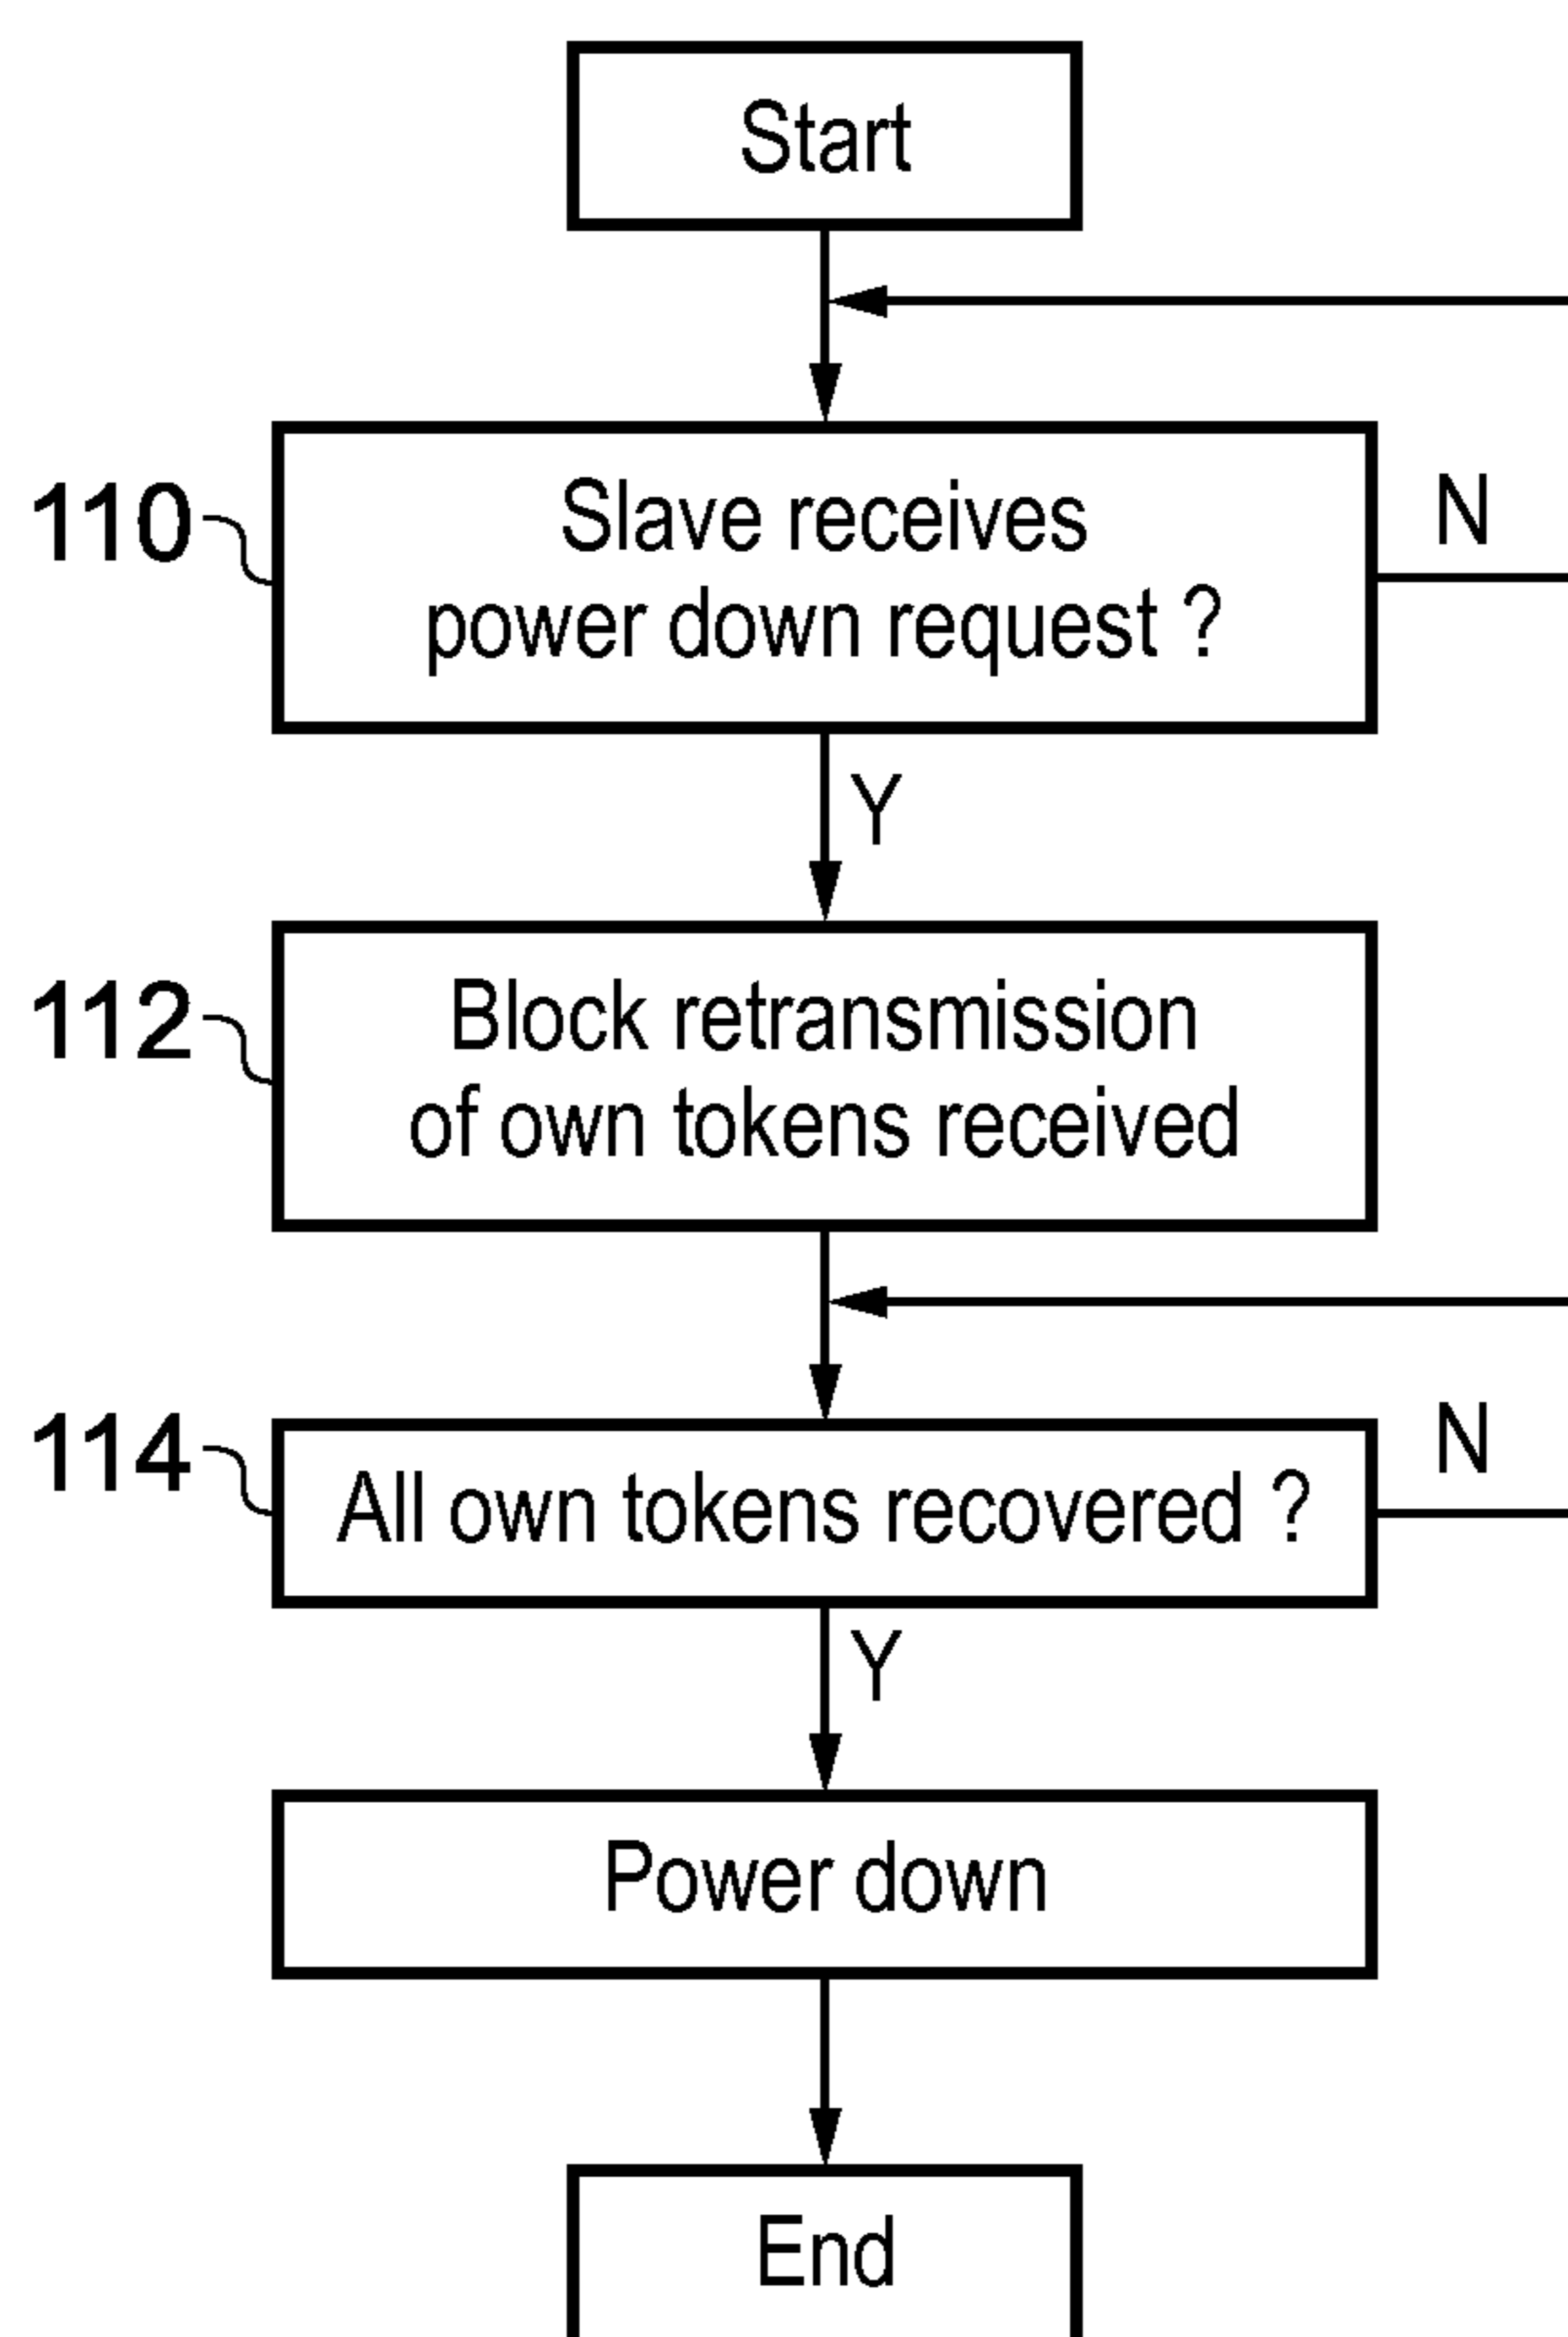 Start
110
Slave receives
power down request ?
N
Y
112
Block retransmission
of own tokens received
114
All own tokens recovered ?
N
Y
Power down
End